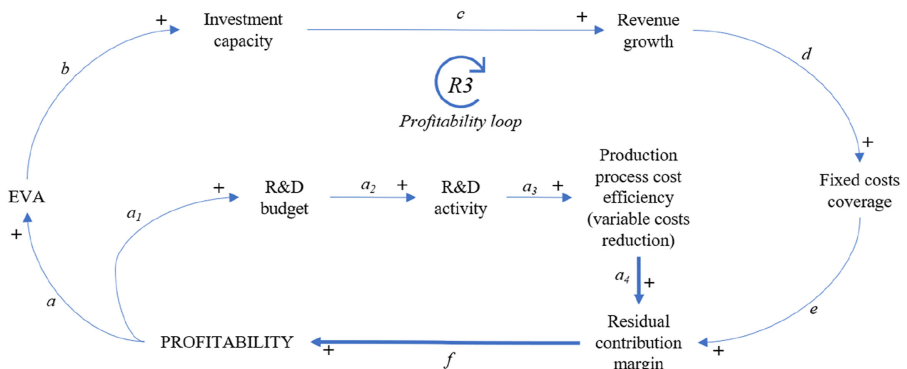 +
Investment
capacity
c
+
Revenue
growth
b
d
R3
Profitability loop
+
EVA
+
a1
+
R&D
budget
a2
+
R&D
activity
a3
+
Production
process cost
efficiency
(variable costs
reduction)
Fixed costs
coverage
a4
+
a
e
PROFITABILITY
+
f
Residual
contribution
margin
+